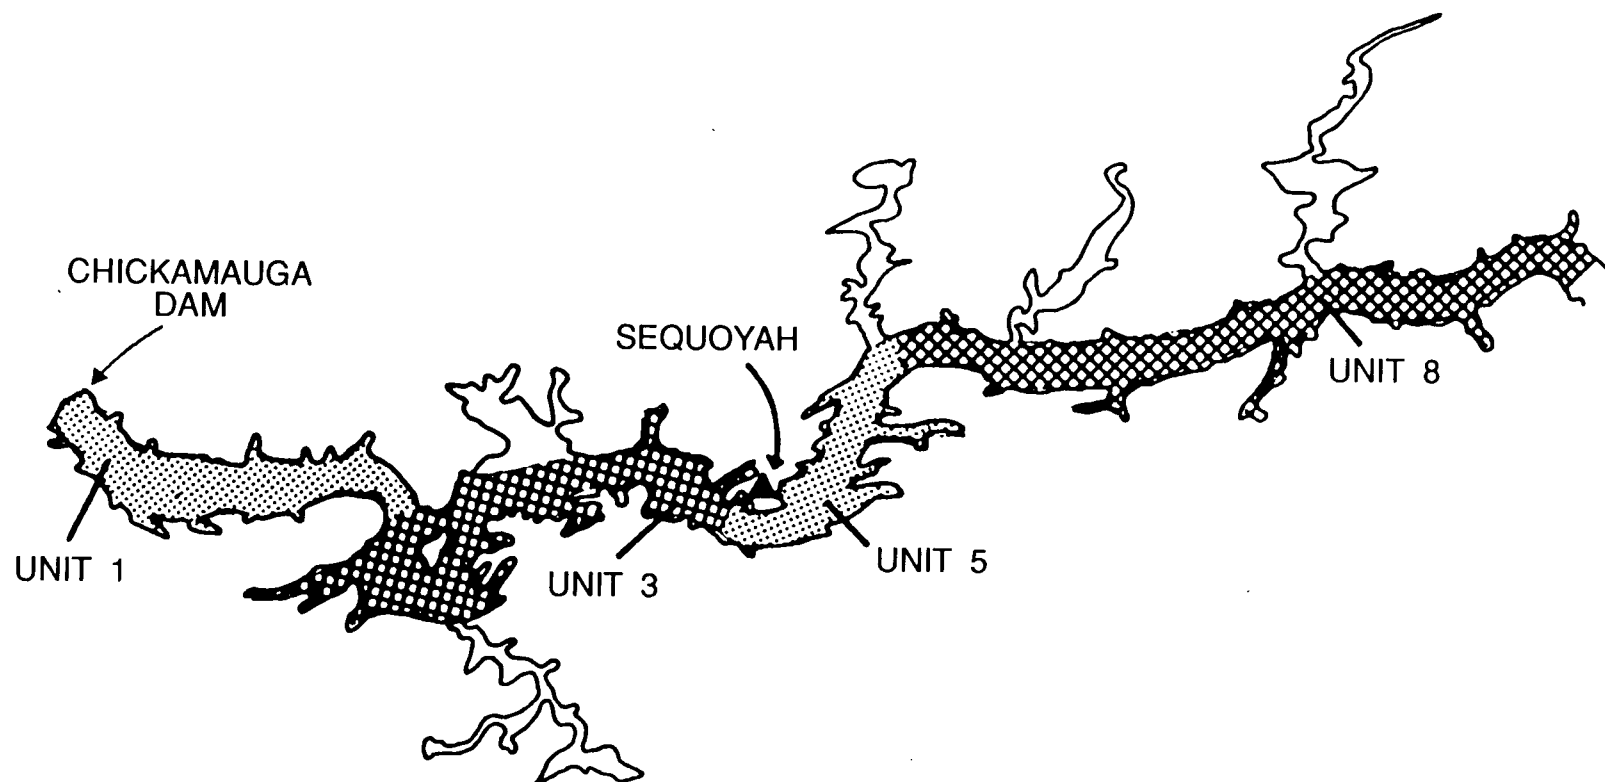 CHICKAMAUGA
DAM
SEQUOYAH
UNIT 8
UNIT 1
UNIT 3
UNIT 5